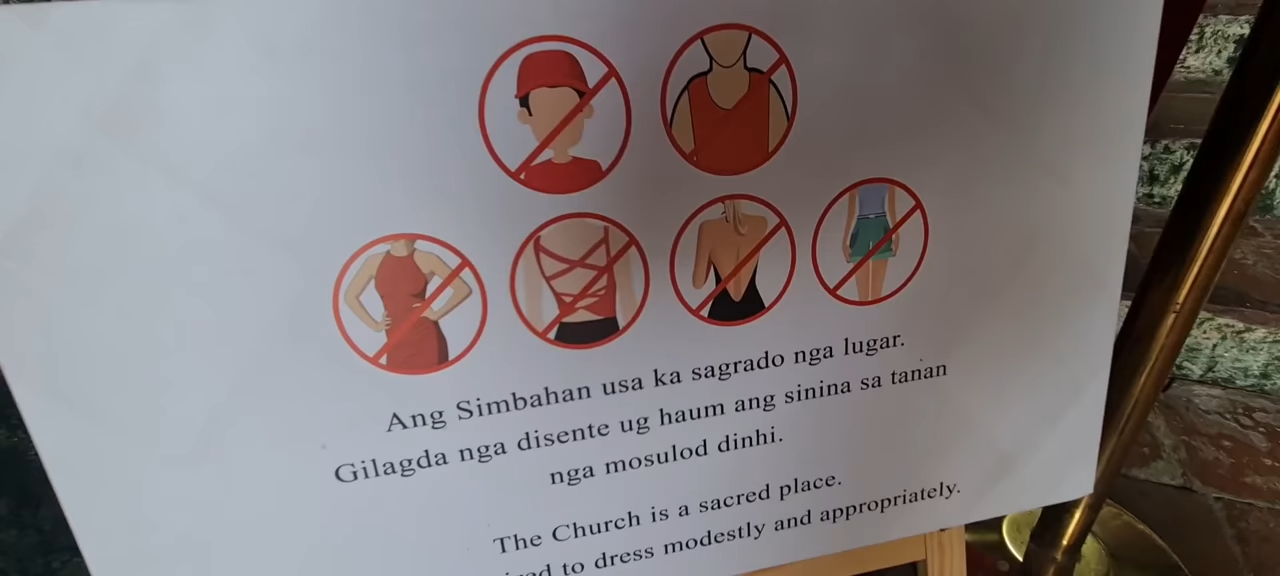 Ang Simbahan usa ka sagrado nga lugar.
Gilagda nga disente ug haum ang sinina sa tanan
nga mosulod dinhi.
The Church is a sacred place.
to dress modestly and appropriately.